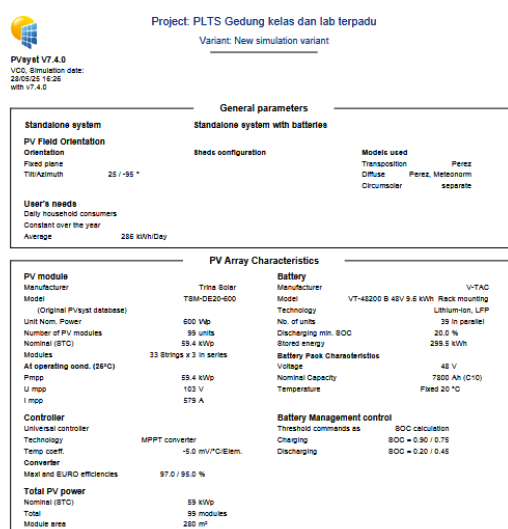 Project: PLTS Gedung kelas dan lab terpadu
Variant: New simulation variant
PVsyst V7.4.0
VC0, Simulation date:
28/05/25 16:26
with v7.4.0
General parameters
Standalone system Standalone system with batteries
PV Field Orientation
Orientation Sheds configuration Models used
Fixed plane Transposition Perez
Tilt/Azimuth 25 / -95 ° Diffuse Perez, Meteonorm
Circumsolar separate
User's needs
Daily household consumers
Constant over the year
Average 286 kWh/Day
PV Array Characteristics
PV module Battery
Manufacturer Trina Solar Manufacturer V-TAC
Model TSM-DE20-600 Model VT-48200 B 48V 9.6 kWh Rack mounting
(Original PVsyst database) Technology Lithium-ion, LFP
Unit Nom. Power 600 Wp No. of units 39 in parallel
Number of PV modules 99 units Discharging min. SOC 20.0 %
Nominal (STC) 59.4 kWp Stored energy 299.5 kWh
Modules 33 Strings x 3 In series Battery Pack Characteristics
At operating cond. (25°C) Voltage 48 V
Pmpp 59.4 kWp Nominal Capacity 7800 Ah (C10)
U mpp 103 V Temperature Fixed 20 °C
I mpp 579 A
Controller Battery Management control
Universal controller Threshold commands as SOC calculation
Technology MPPT converter Charging SOC = 0.90 / 0.75
Temp coeff. -5.0 mV/°C/Elem. Discharging SOC = 0.20 / 0.45
Converter
Maxi and EURO efficiencies 97.0 / 95.0 %
Total PV power
Nominal (STC) 59 kWp
Total 99 modules
Module area 280 m²